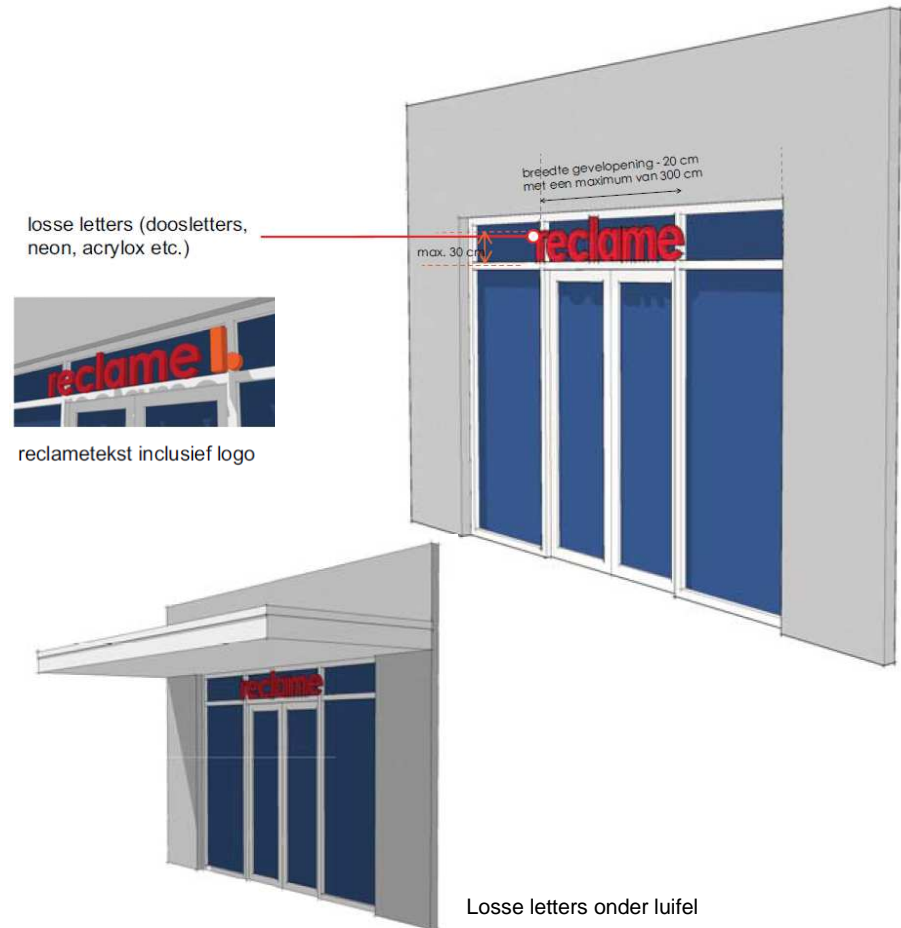 breedte gevelopening - 20 cm
met een maximum van 300 cm
losse letters (doosletters,
neon, acrylox etc.)
max. 30 cm
reclame
reclame l.
reclametekst inclusief logo
reclame
Losse letters onder luifel